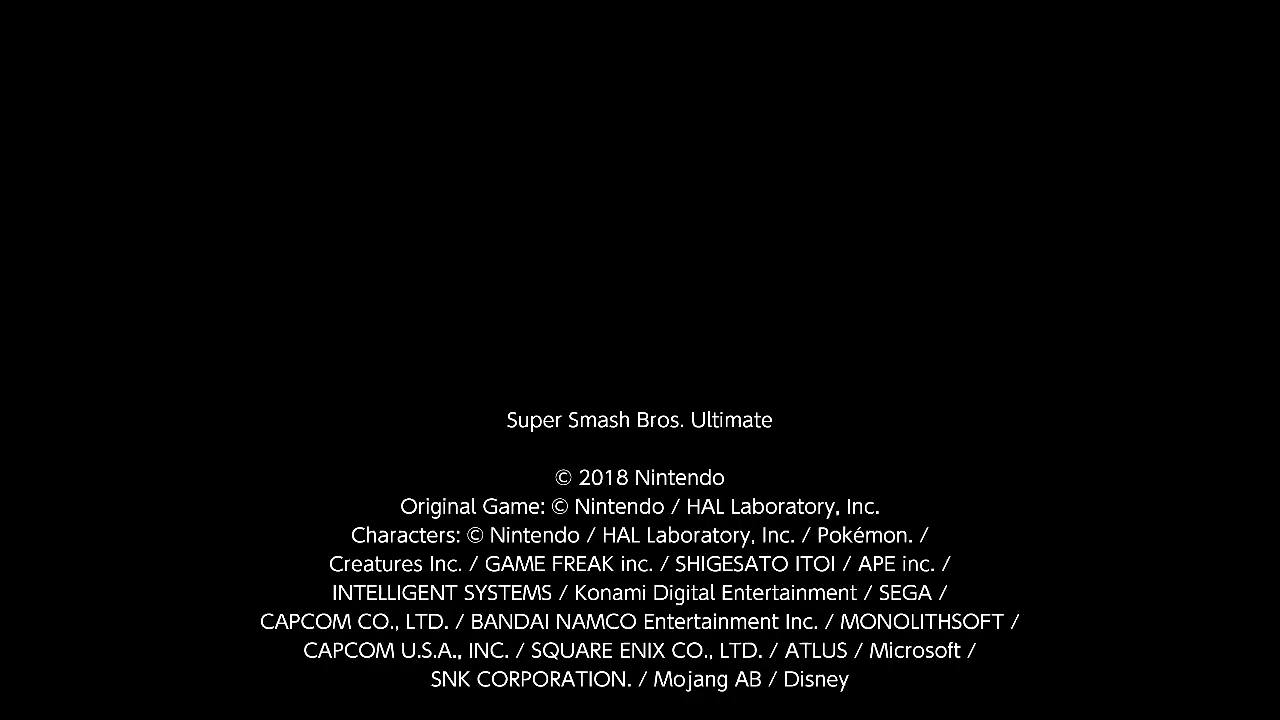 Super Smash Bros. Ultimate
© 2018 Nintendo
Original Game: © Nintendo / HAL Laboratory, Inc.
Characters: © Nintendo / HAL Laboratory, Inc. / Pokémon. /
Creatures Inc. / GAME FREAK inc. / SHIGESATO ITOI / APE inc. /
INTELLIGENT SYSTEMS / Konami Digital Entertainment / SEGA /
CAPCOM CO., LTD. / BANDAI NAMCO Entertainment Inc. / MONOLITHSOFT /
CAPCOM U.S.A., INC. / SQUARE ENIX CO., LTD. / ATLUS / Microsoft /
SNK CORPORATION. / Mojang AB / Disney